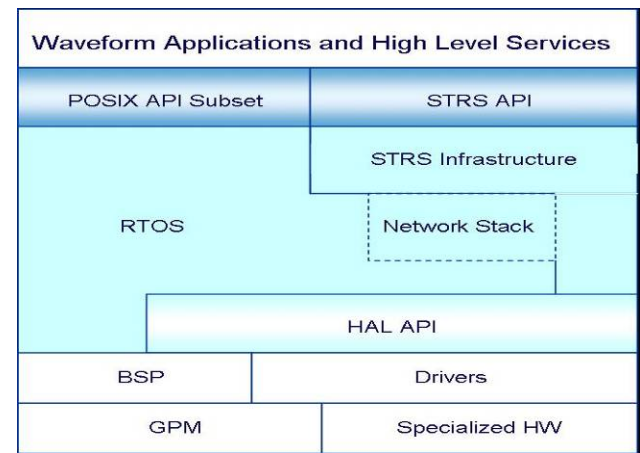 Waveform Applications and High Level Services
POSIX API Subset
STRS API
STRS Infrastructure
RTOS
Network Stack
HAL API
BSP
Drivers
GPM
Specialized HW